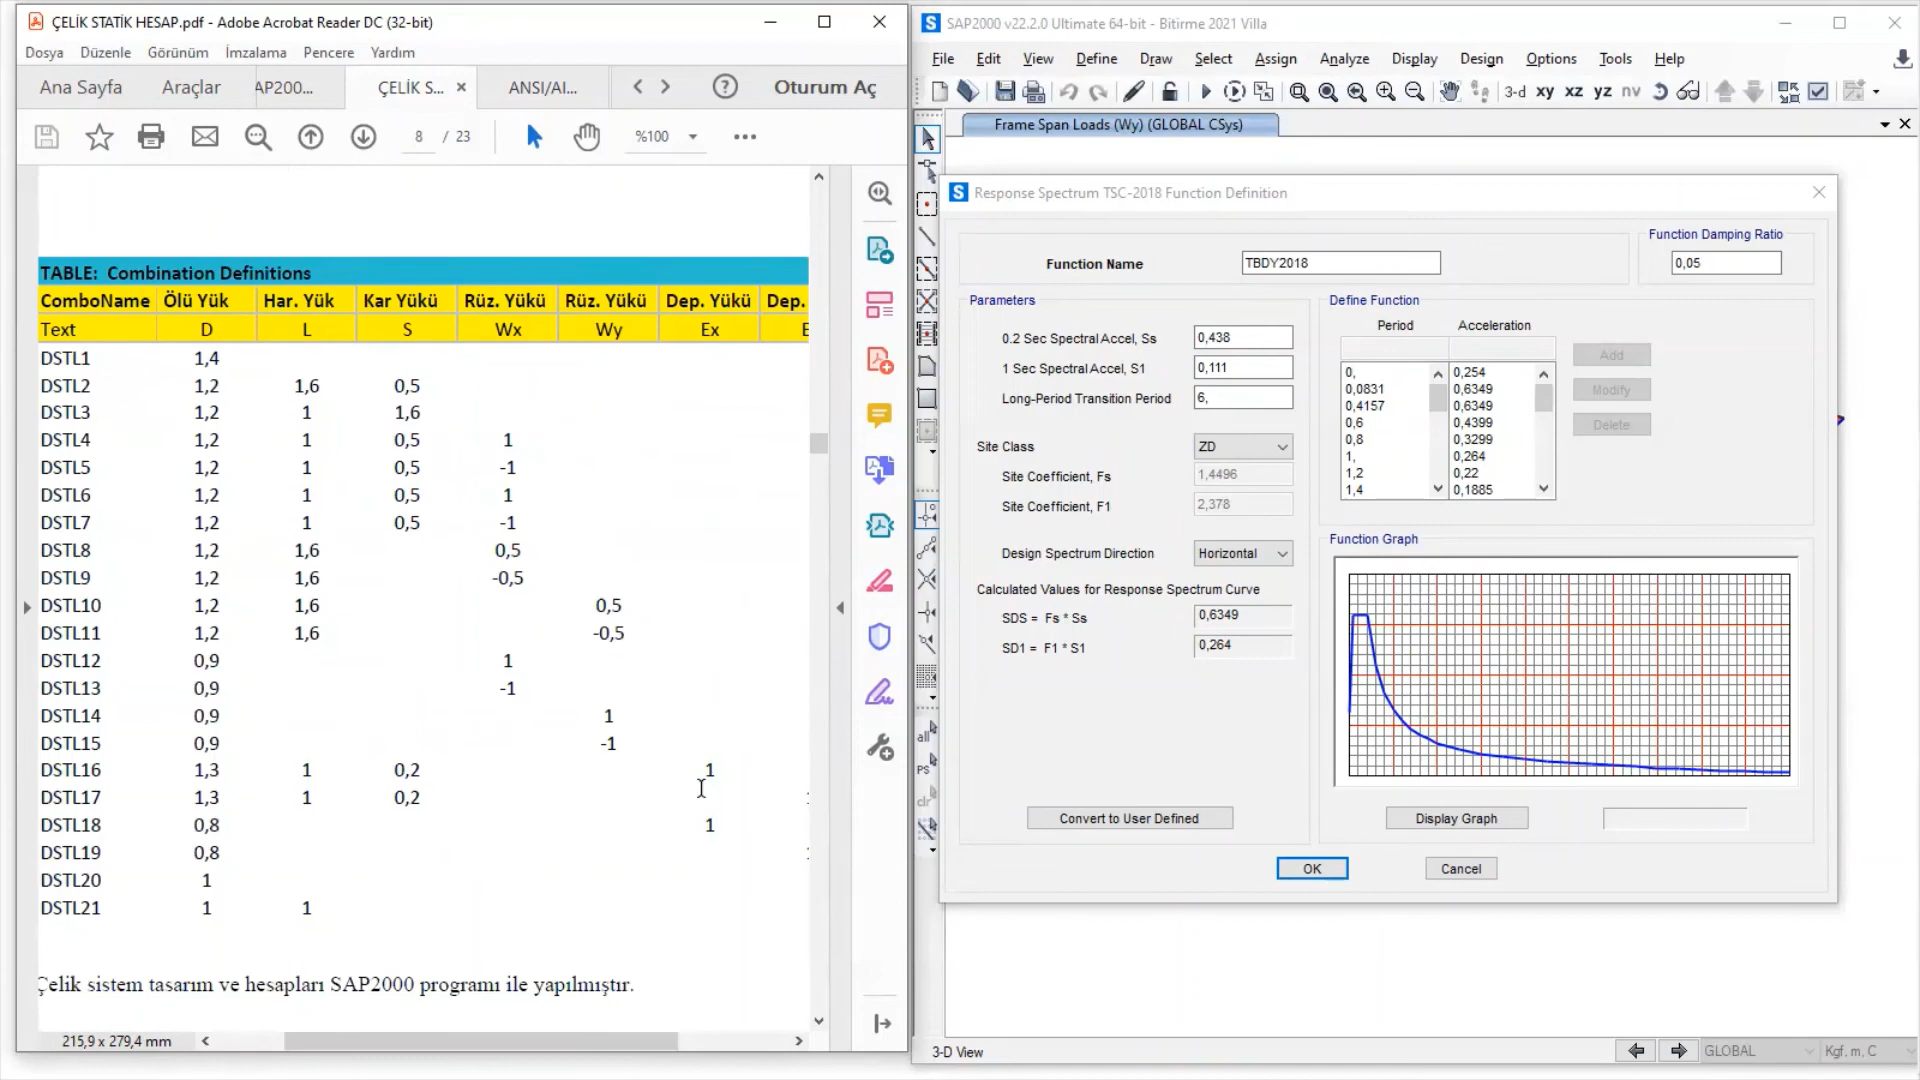 ÇELİK STATİK HESAP.pdf - Adobe Acrobat Reader DC (32-bit)
Dosya Düzenle Görünüm İmzalama Pencere Yardım
Ana Sayfa Araçlar AP200... ÇELİK S... ANSI/AI... Oturum Aç
8 / 23 %100
TABLE: Combination Definitions
ComboName Ölü Yük Har. Yük Kar Yükü Rüz. Yükü Rüz. Yükü Dep. Yükü Dep.
Text D L S Wx Wy Ex E
DSTL1 1,4
DSTL2 1,2 1,6 0,5
DSTL3 1,2 1 1,6
DSTL4 1,2 1 0,5 1
DSTL5 1,2 1 0,5 -1
DSTL6 1,2 1 0,5 1
DSTL7 1,2 1 0,5 -1
DSTL8 1,2 1,6 0,5
DSTL9 1,2 1,6 -0,5
DSTL10 1,2 1,6 0,5
DSTL11 1,2 1,6 -0,5
DSTL12 0,9 1
DSTL13 0,9 -1
DSTL14 0,9 1
DSTL15 0,9 -1
DSTL16 1,3 1 0,2 1
DSTL17 1,3 1 0,2
DSTL18 0,8 1
DSTL19 0,8
DSTL20 1
DSTL21 1 1
Çelik sistem tasarım ve hesapları SAP2000 programı ile yapılmıştır.
215,9 x 279,4 mm
SAP2000 v22.2.0 Ultimate 64-bit - Bitirme 2021 Villa
File Edit View Define Draw Select Assign Analyze Display Design Options Tools Help
3-d xy xz yz nv
Frame Span Loads (Wy) (GLOBAL CSys)
all
PS
clr
Response Spectrum TSC-2018 Function Definition
Function Damping Ratio
Function Name TBDY2018 0,05
Parameters
0.2 Sec Spectral Accel, Ss 0,438
1 Sec Spectral Accel, S1 0,111
Long-Period Transition Period 6,
Site Class ZD
Site Coefficient, Fs 1,4496
Site Coefficient, F1 2,378
Design Spectrum Direction Horizontal
Calculated Values for Response Spectrum Curve
SDS = Fs * Ss 0,6349
SD1 = F1 * S1 0,264
Convert to User Defined
Define Function
Period Acceleration
0, 0,254
0,0831 0,6349
0,4157 0,6349
0,6 0,4399
0,8 0,3299
1, 0,264
1,2 0,22
1,4 0,1885
Add
Modify
Delete
Function Graph
Display Graph
OK Cancel
3-D View GLOBAL Kgf, m, C